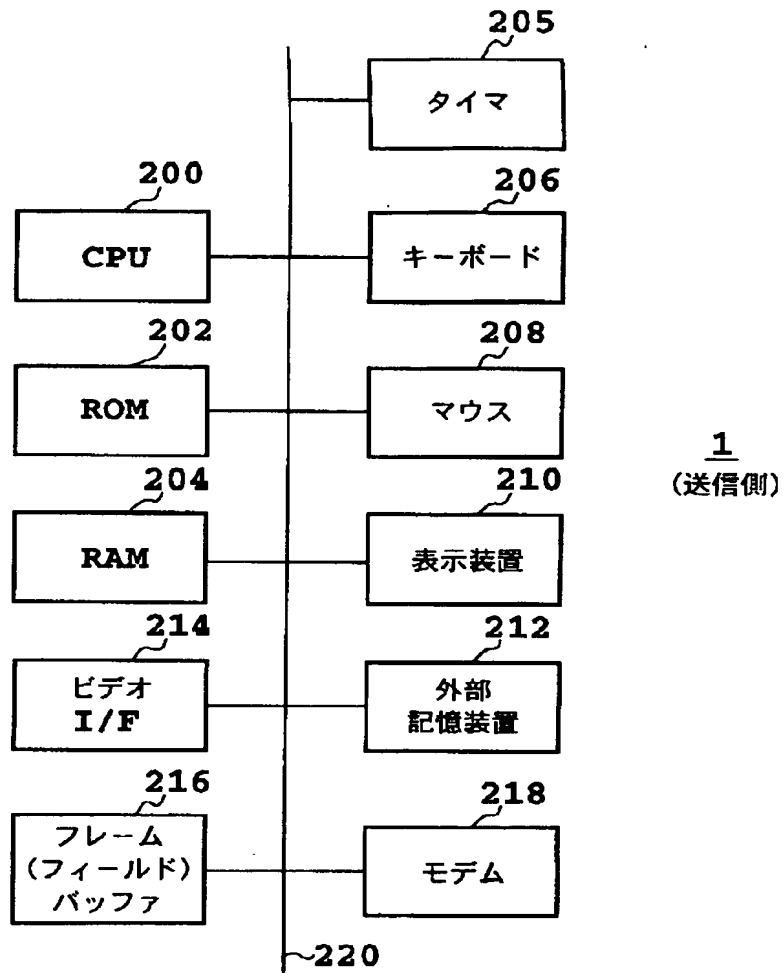 205
タイマ
200
CPU
206
キーボード
202
ROM
208
マウス
1
(送信側)
204
RAM
210
表示装置
214
ビデオ
I/F
212
外部
記憶装置
216
フレーム
(フィールド)
バッファ
218
モデム
220